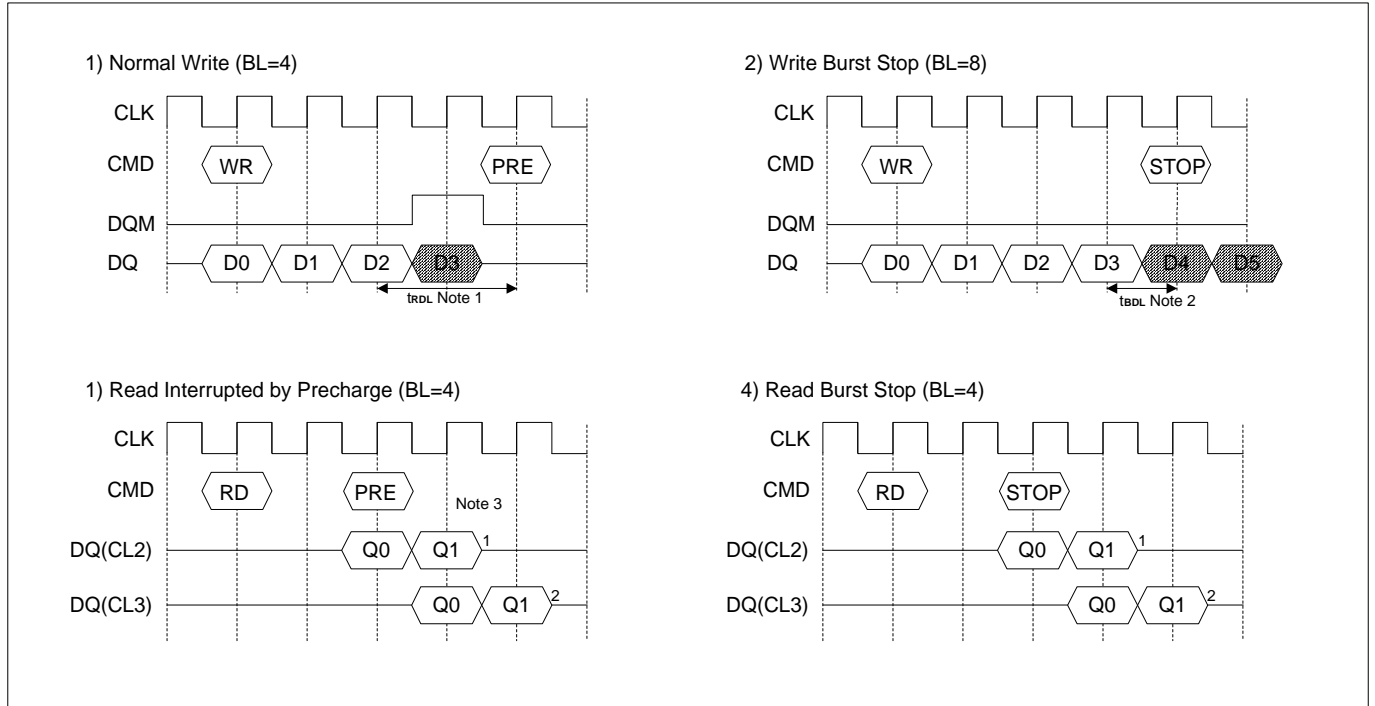 1) Normal Write (BL=4)
CLK
CMD WR PRE
DQM
DQ D0 D1 D2 D3
tRDL Note 1
2) Write Burst Stop (BL=8)
CLK
CMD WR STOP
DQM
DQ D0 D1 D2 D3 D4 D5
tBDL Note 2
1) Read Interrupted by Precharge (BL=4)
CLK
CMD RD PRE
Note 3
DQ(CL2) Q0 Q1 1
DQ(CL3) Q0 Q1 2
4) Read Burst Stop (BL=4)
CLK
CMD RD STOP
DQ(CL2) Q0 Q1 1
DQ(CL3) Q0 Q1 2